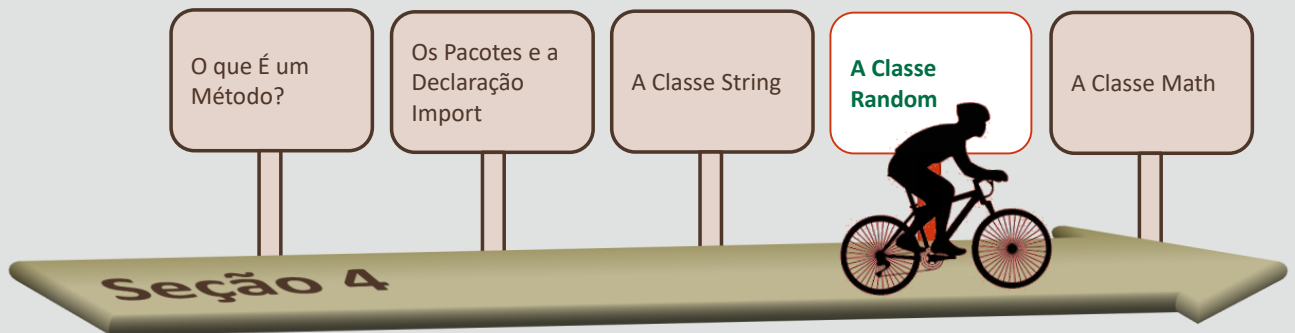 O que É um
Método?
Os Pacotes e a
Declaração
Import
A Classe String
A Classe
Random
A Classe Math
Seção 4